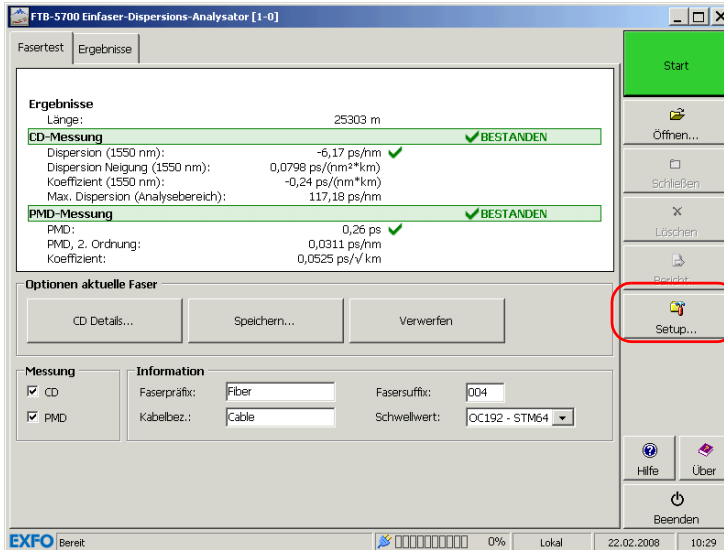 FTB-5700 Einfaser-Dispersions-Analysator [1-0]
Fasertest Ergebnisse
Ergebnisse
Länge: 25303 m
CD-Messung BESTANDEN
Dispersion (1550 nm): -6,17 ps/nm
Dispersion Neigung (1550 nm): 0,0798 ps/(nm²*km)
Koeffizient (1550 nm): -0,24 ps/(nm*km)
Max. Dispersion (Analysebereich): 117,18 ps/nm
PMD-Messung BESTANDEN
PMD: 0,26 ps
PMD, 2. Ordnung: 0,0311 ps/nm
Koeffizient: 0,0525 ps/√km
Optionen aktuelle Faser
CD Details... Speichern... Verwerfen
Messung
CD
PMD
Information
Faserpräfix: Fiber Fasersuffix: 004
Kabelbez.: Cable Schwellwert: OC192 - STM64
Start
Öffnen...
Schließen
Löschen
Bericht...
Setup...
Hilfe Über
Beenden
EXFO Bereit 0% Lokal 22.02.2008 10:29